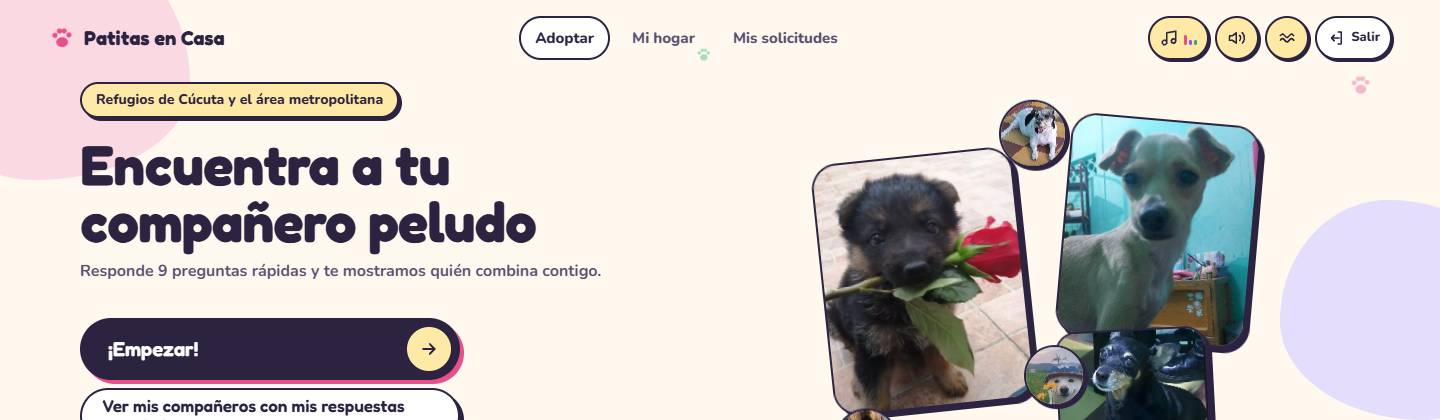 Patitas en Casa
Adoptar
Mi hogar
Mis solicitudes
Salir
Refugios de Cúcuta y el área metropolitana
Encuentra a tu
compañero peludo
Responde 9 preguntas rápidas y te mostramos quién combina contigo.
¡Empezar!
Ver mis compañeros con mis respuestas